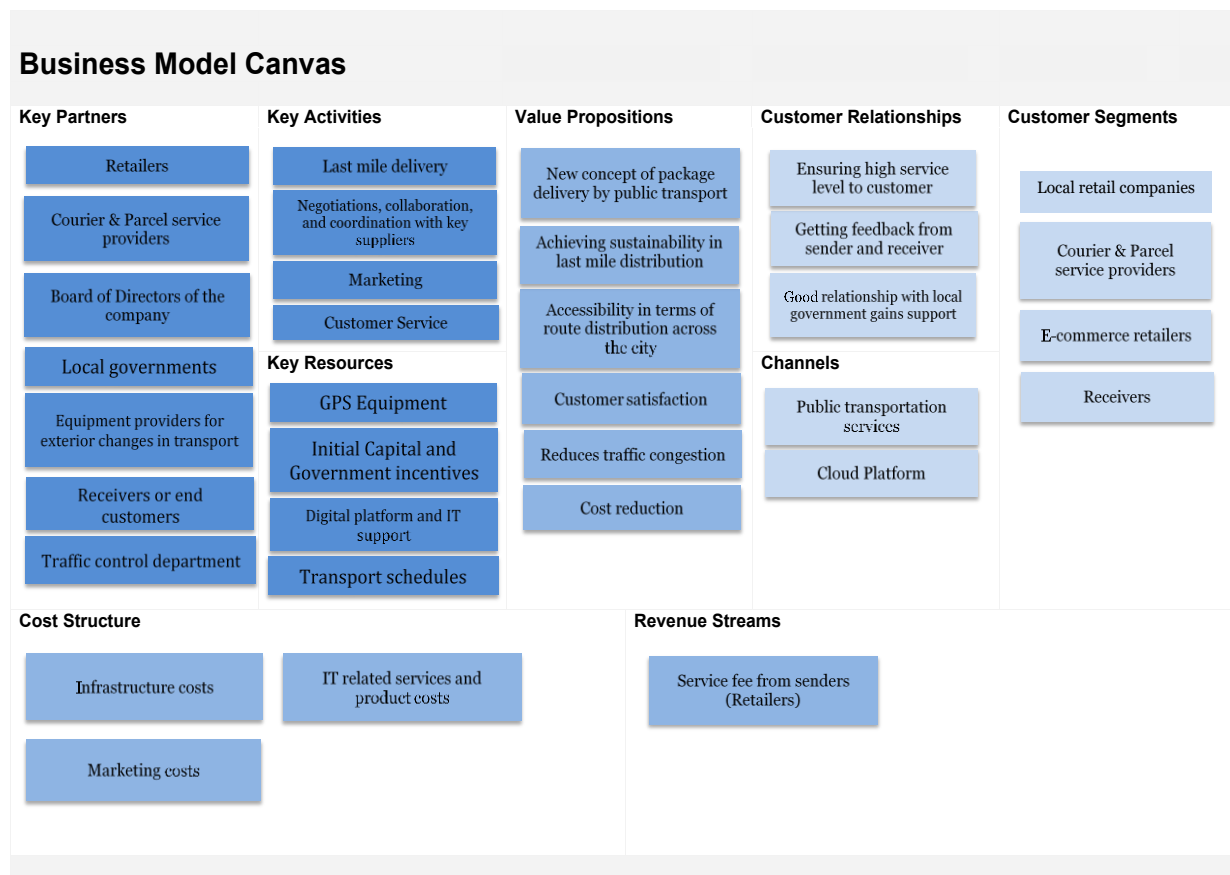 Business Model Canvas
Key Partners
Retailers
Courier & Parcel service
providers
Board of Directors of the
company
Local governments
Equipment providers for
exterior changes in transport
Receivers or end
customers
Traffic control department
Key Activities
Last mile delivery
Negotiations, collaboration,
and coordination with key
suppliers
Marketing
Customer Service
Key Resources
GPS Equipment
Initial Capital and
Government incentives
Digital platform and IT
support
Transport schedules
Value Propositions
New concept of package
delivery by public transport
Achieving sustainability in
last mile distribution
Accessibility in terms of
route distribution across
the city
Customer satisfaction
Reduces traffic congestion
Cost reduction
Customer Relationships
Ensuring high service
level to customer
Getting feedback from
sender and receiver
Good relationship with local
government gains support
Channels
Public transportation
services
Cloud Platform
Customer Segments
Local retail companies
Courier & Parcel
service providers
E-commerce retailers
Receivers
Cost Structure
Infrastructure costs
IT related services and
product costs
Marketing costs
Revenue Streams
Service fee from senders
(Retailers)